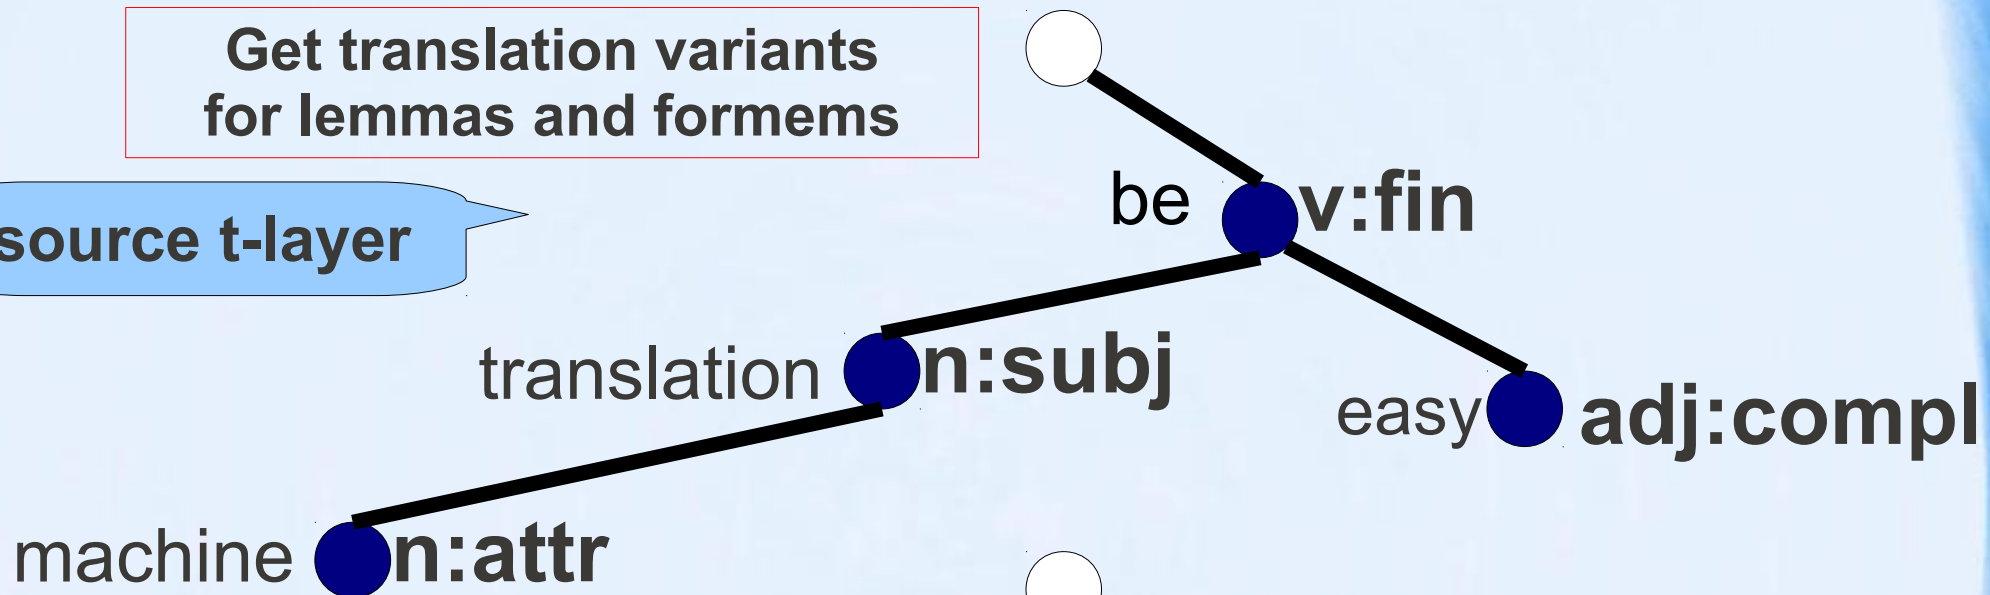 Get translation variants
for lemmas and formems
be v:fin
source t-layer
translation n:subj
easy adj:compl
machine n:attr